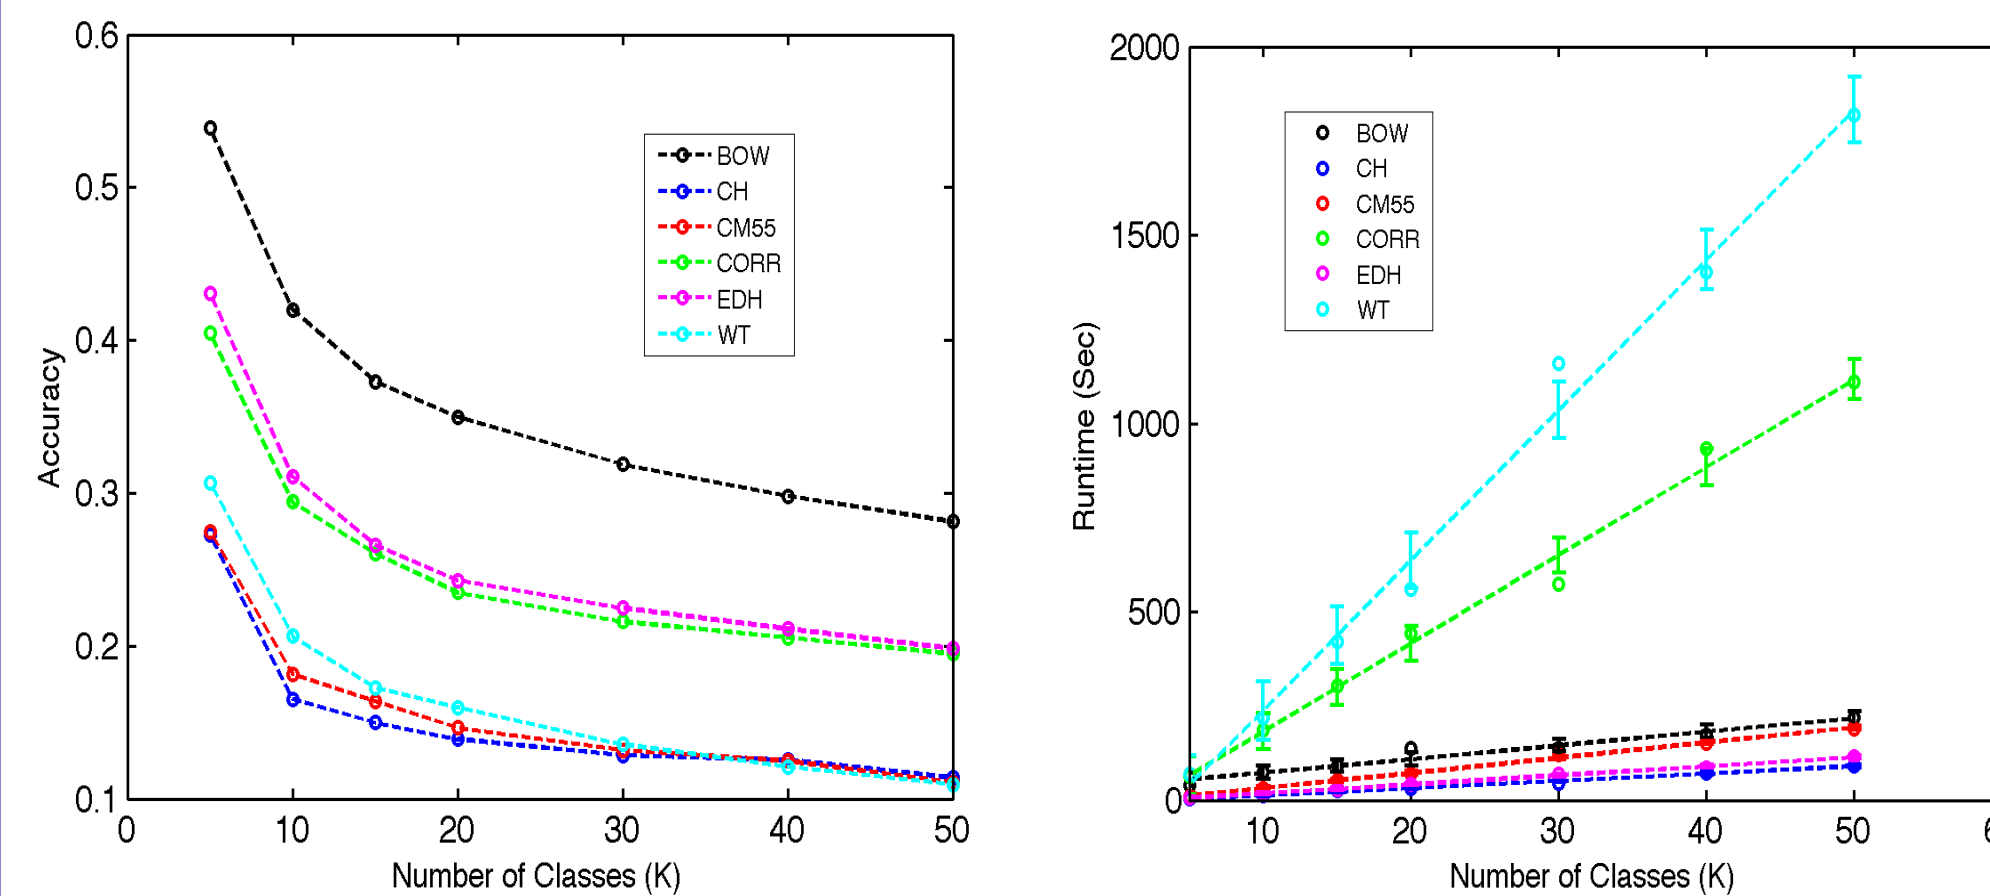 0.6
0.5
0.4
0.3
0.2
0.1
Accuracy
BOW
CH
CM55
CORR
EDH
WT
0 10 20 30 40 50
Number of Classes (K)
2000
1500
1000
500
0
Runtime (Sec)
BOW
CH
CM55
CORR
EDH
WT
10 20 30 40 50
Number of Classes (K)